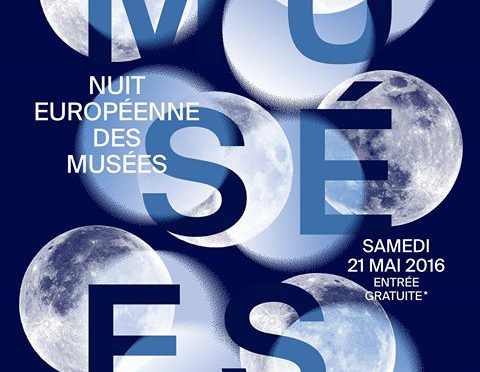 MU
NUIT
EUROPÉENNE
DES
MUSÉES
SÉ
SAMEDI
21 MAI 2016
ENTRÉE
GRATUITE*
ES